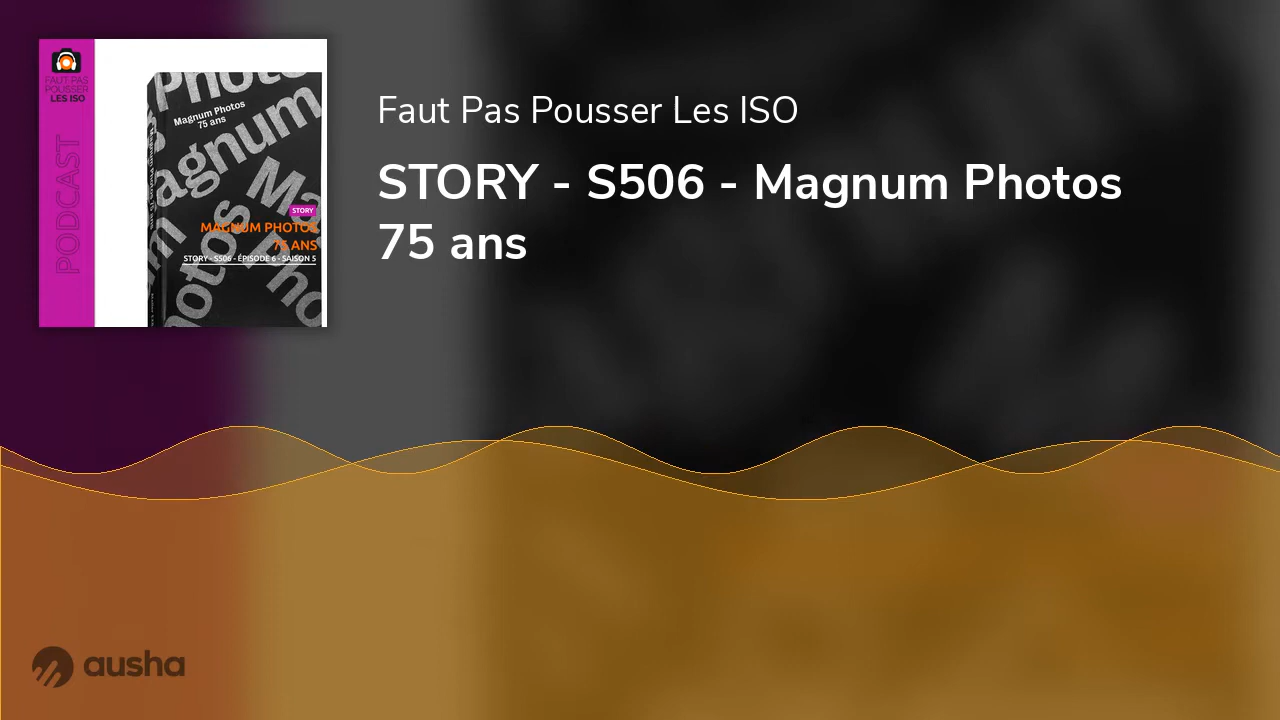 FAUT PAS
POUSSER
LES ISO
PODCAST
Photo
Magnum Photos
75 ans
Magnum
Photos
STORY
MAGNUM PHOTOS
75 ANS
STORY - S506 - ÉPISODE 6 - SAISON 5
Faut Pas Pousser Les ISO
STORY - S506 - Magnum Photos
75 ans
ausha